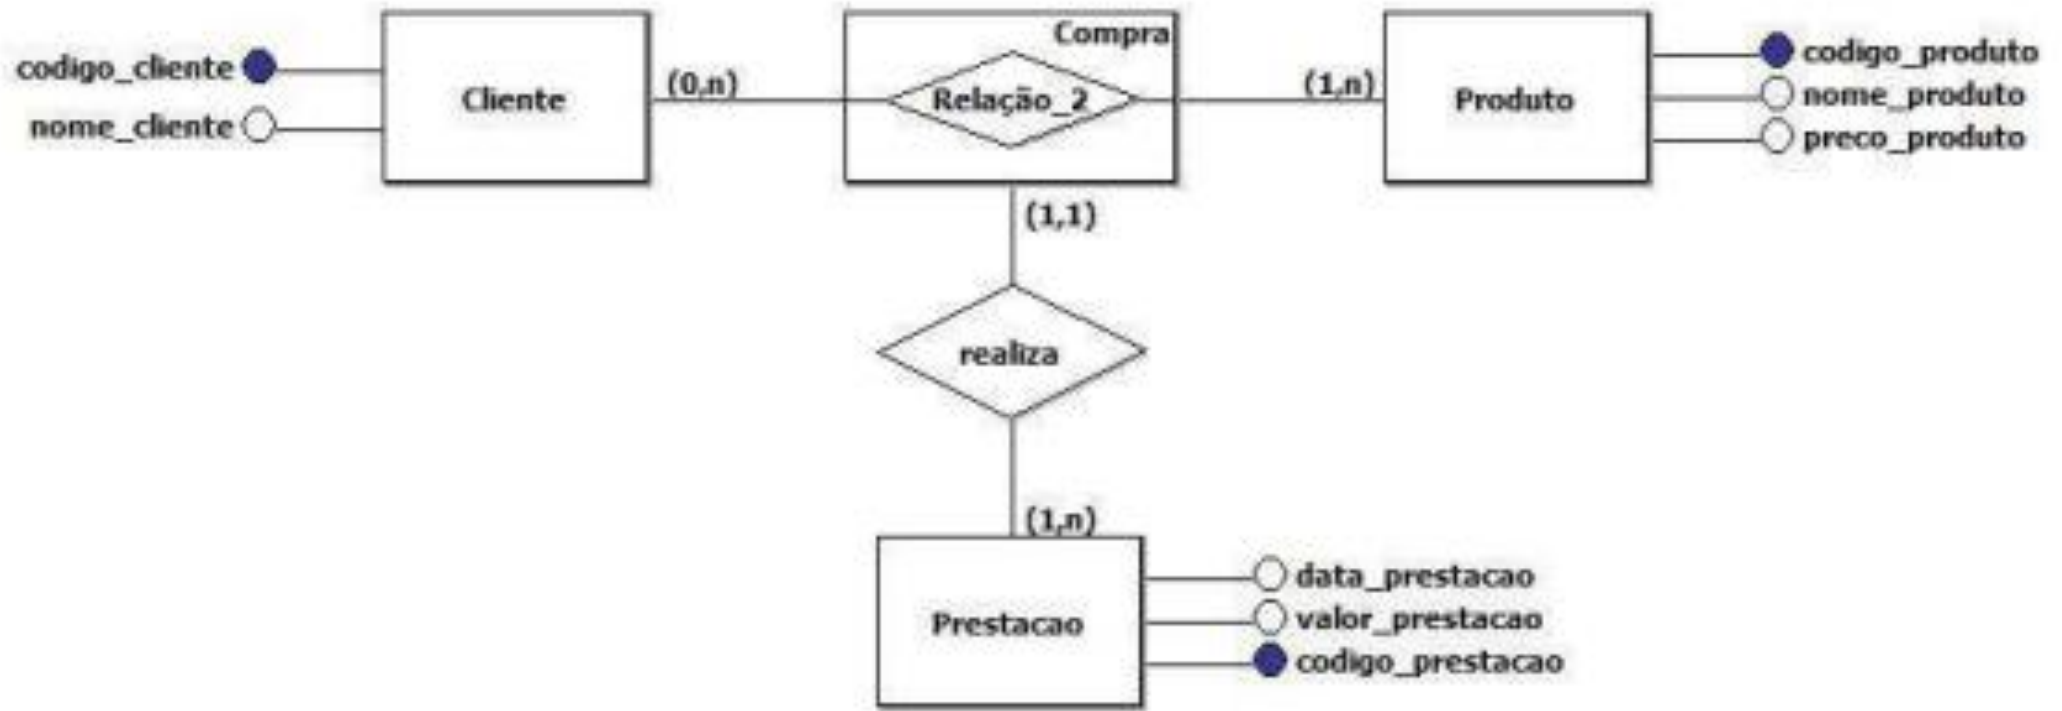 Compra
codigo_cliente
nome_cliente
Cliente
(0,n)
Relação_2
(1,n)
Produto
codigo_produto
nome_produto
preco_produto
(1,1)
realiza
(1,n)
Prestacao
data_prestacao
valor_prestacao
codigo_prestacao